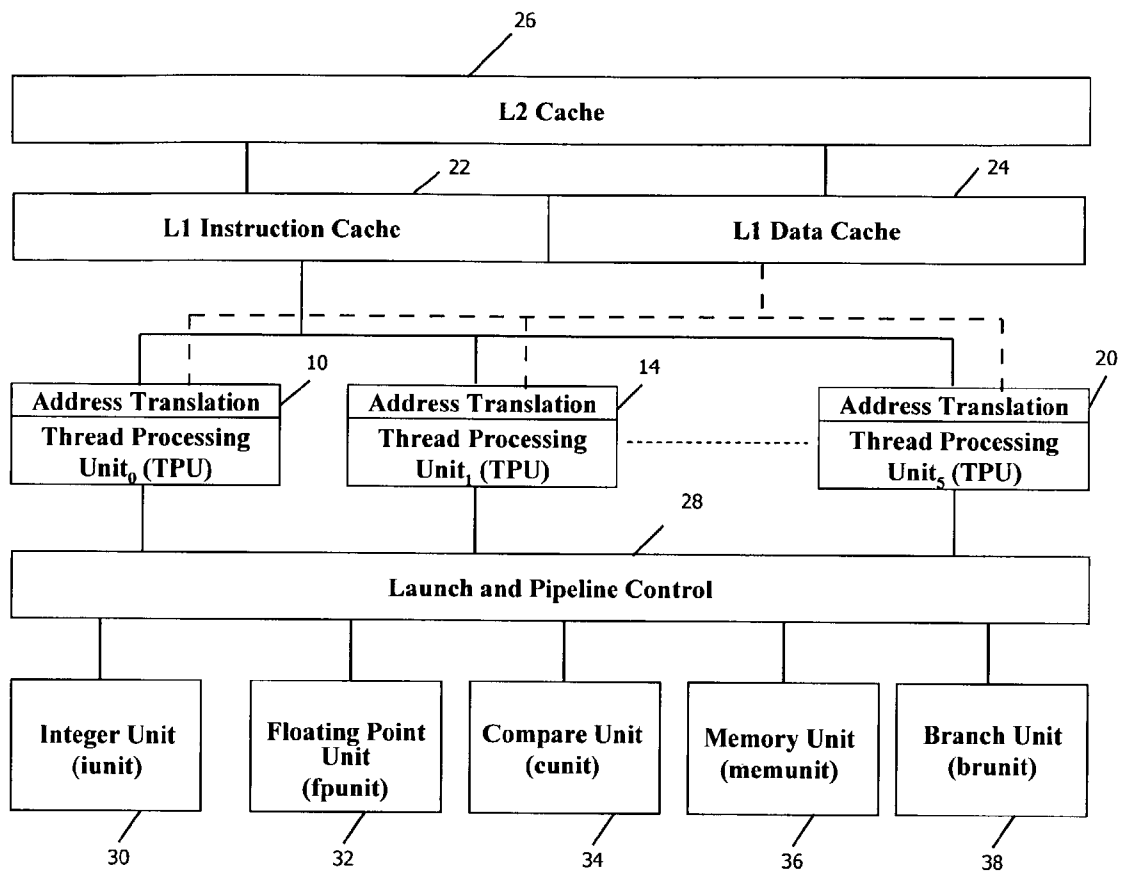 26
L2 Cache
22
24
L1 Instruction Cache
L1 Data Cache
10
14
20
Address Translation
Thread Processing
Unit0 (TPU)
Address Translation
Thread Processing
Unit1 (TPU)
Address Translation
Thread Processing
Unit5 (TPU)
28
Launch and Pipeline Control
Integer Unit
(iunit)
Floating Point
Unit
(fpunit)
Compare Unit
(cunit)
Memory Unit
(memunit)
Branch Unit
(brunit)
30
32
34
36
38